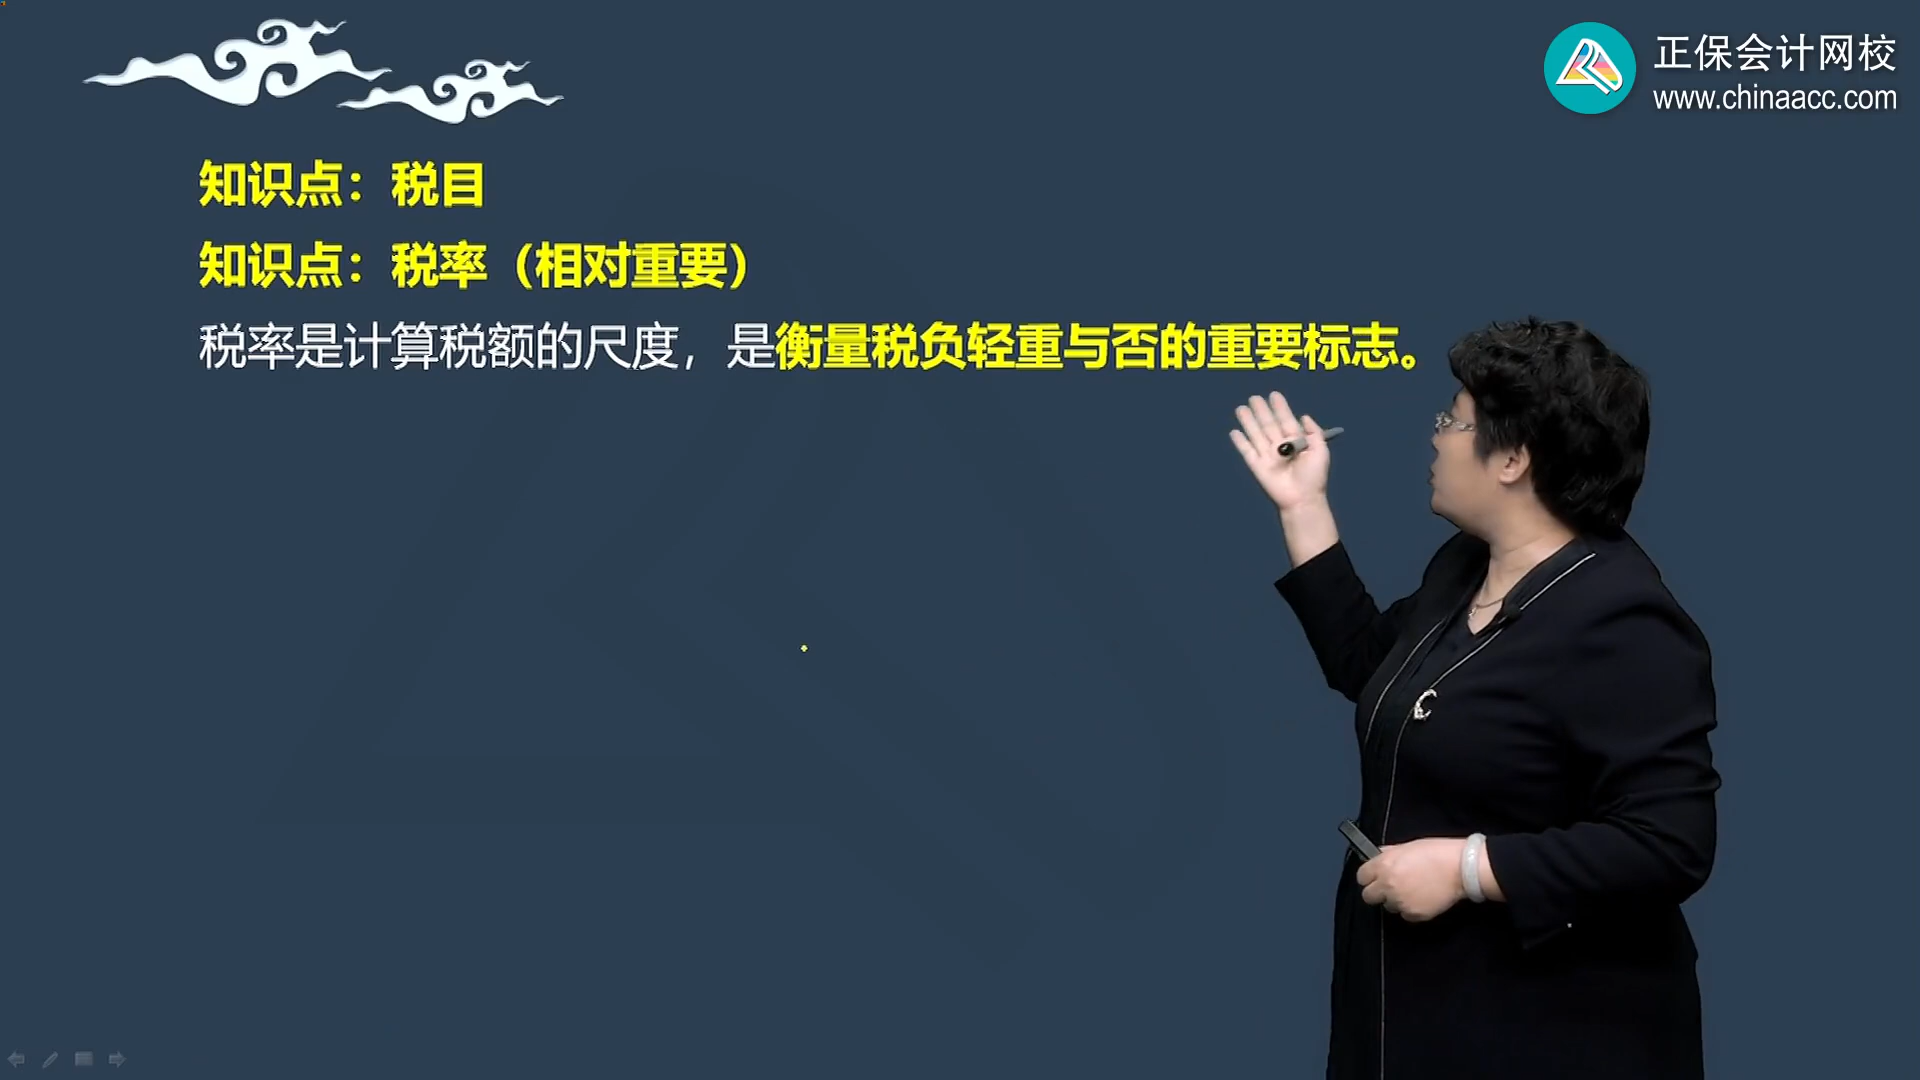 正保会计网校
www.chinaacc.com
知识点：税目
知识点：税率（相对重要）
税率是计算税额的尺度，是衡量税负轻重与否的重要标志。